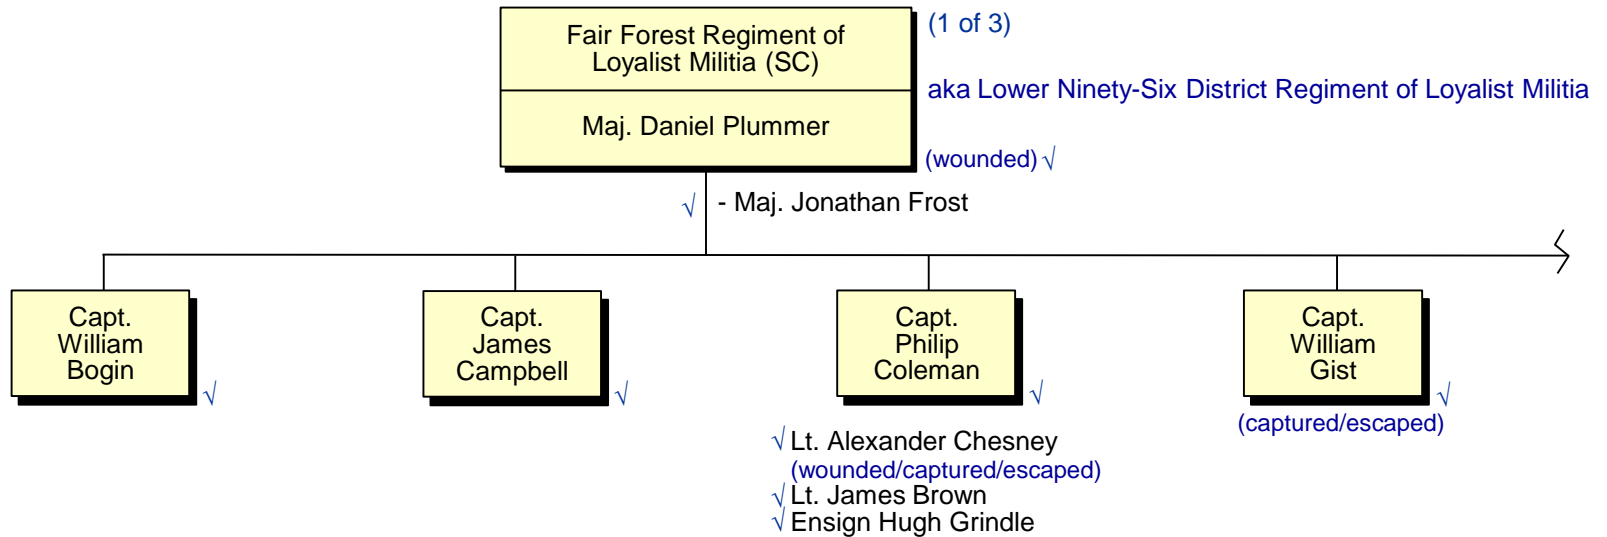 Fair Forest Regiment of
Loyalist Militia (SC)
(1 of 3)
aka Lower Ninety-Six District Regiment of Loyalist Militia
Maj. Daniel Plummer
(wounded) √
√ - Maj. Jonathan Frost
Capt.
William
Bogin
√
Capt.
James
Campbell
√
Capt.
Philip
Coleman
√
√ Lt. Alexander Chesney
(wounded/captured/escaped)
√ Lt. James Brown
√ Ensign Hugh Grindle
Capt.
William
Gist
√
(captured/escaped)